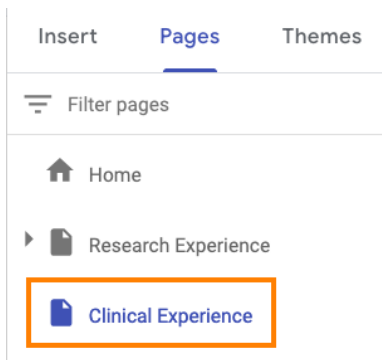 Insert Pages Themes
Filter pages
Home
Research Experience
Clinical Experience